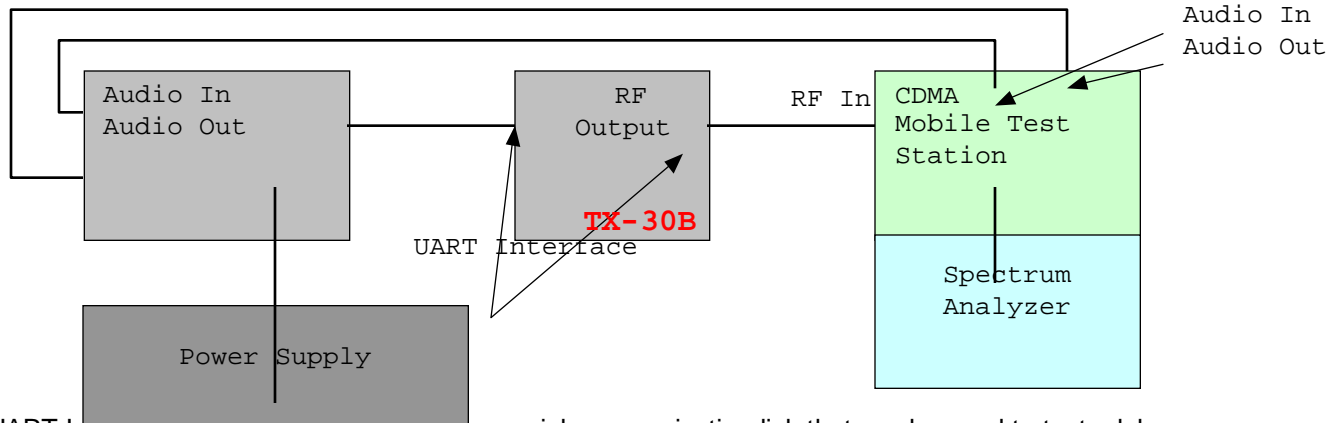 Audio In
Audio Out
Audio In
Audio Out
RF
Output
RF In
CDMA
Mobile Test
Station
TX-30B
UART Interface
Spectrum
Analyzer
Power Supply